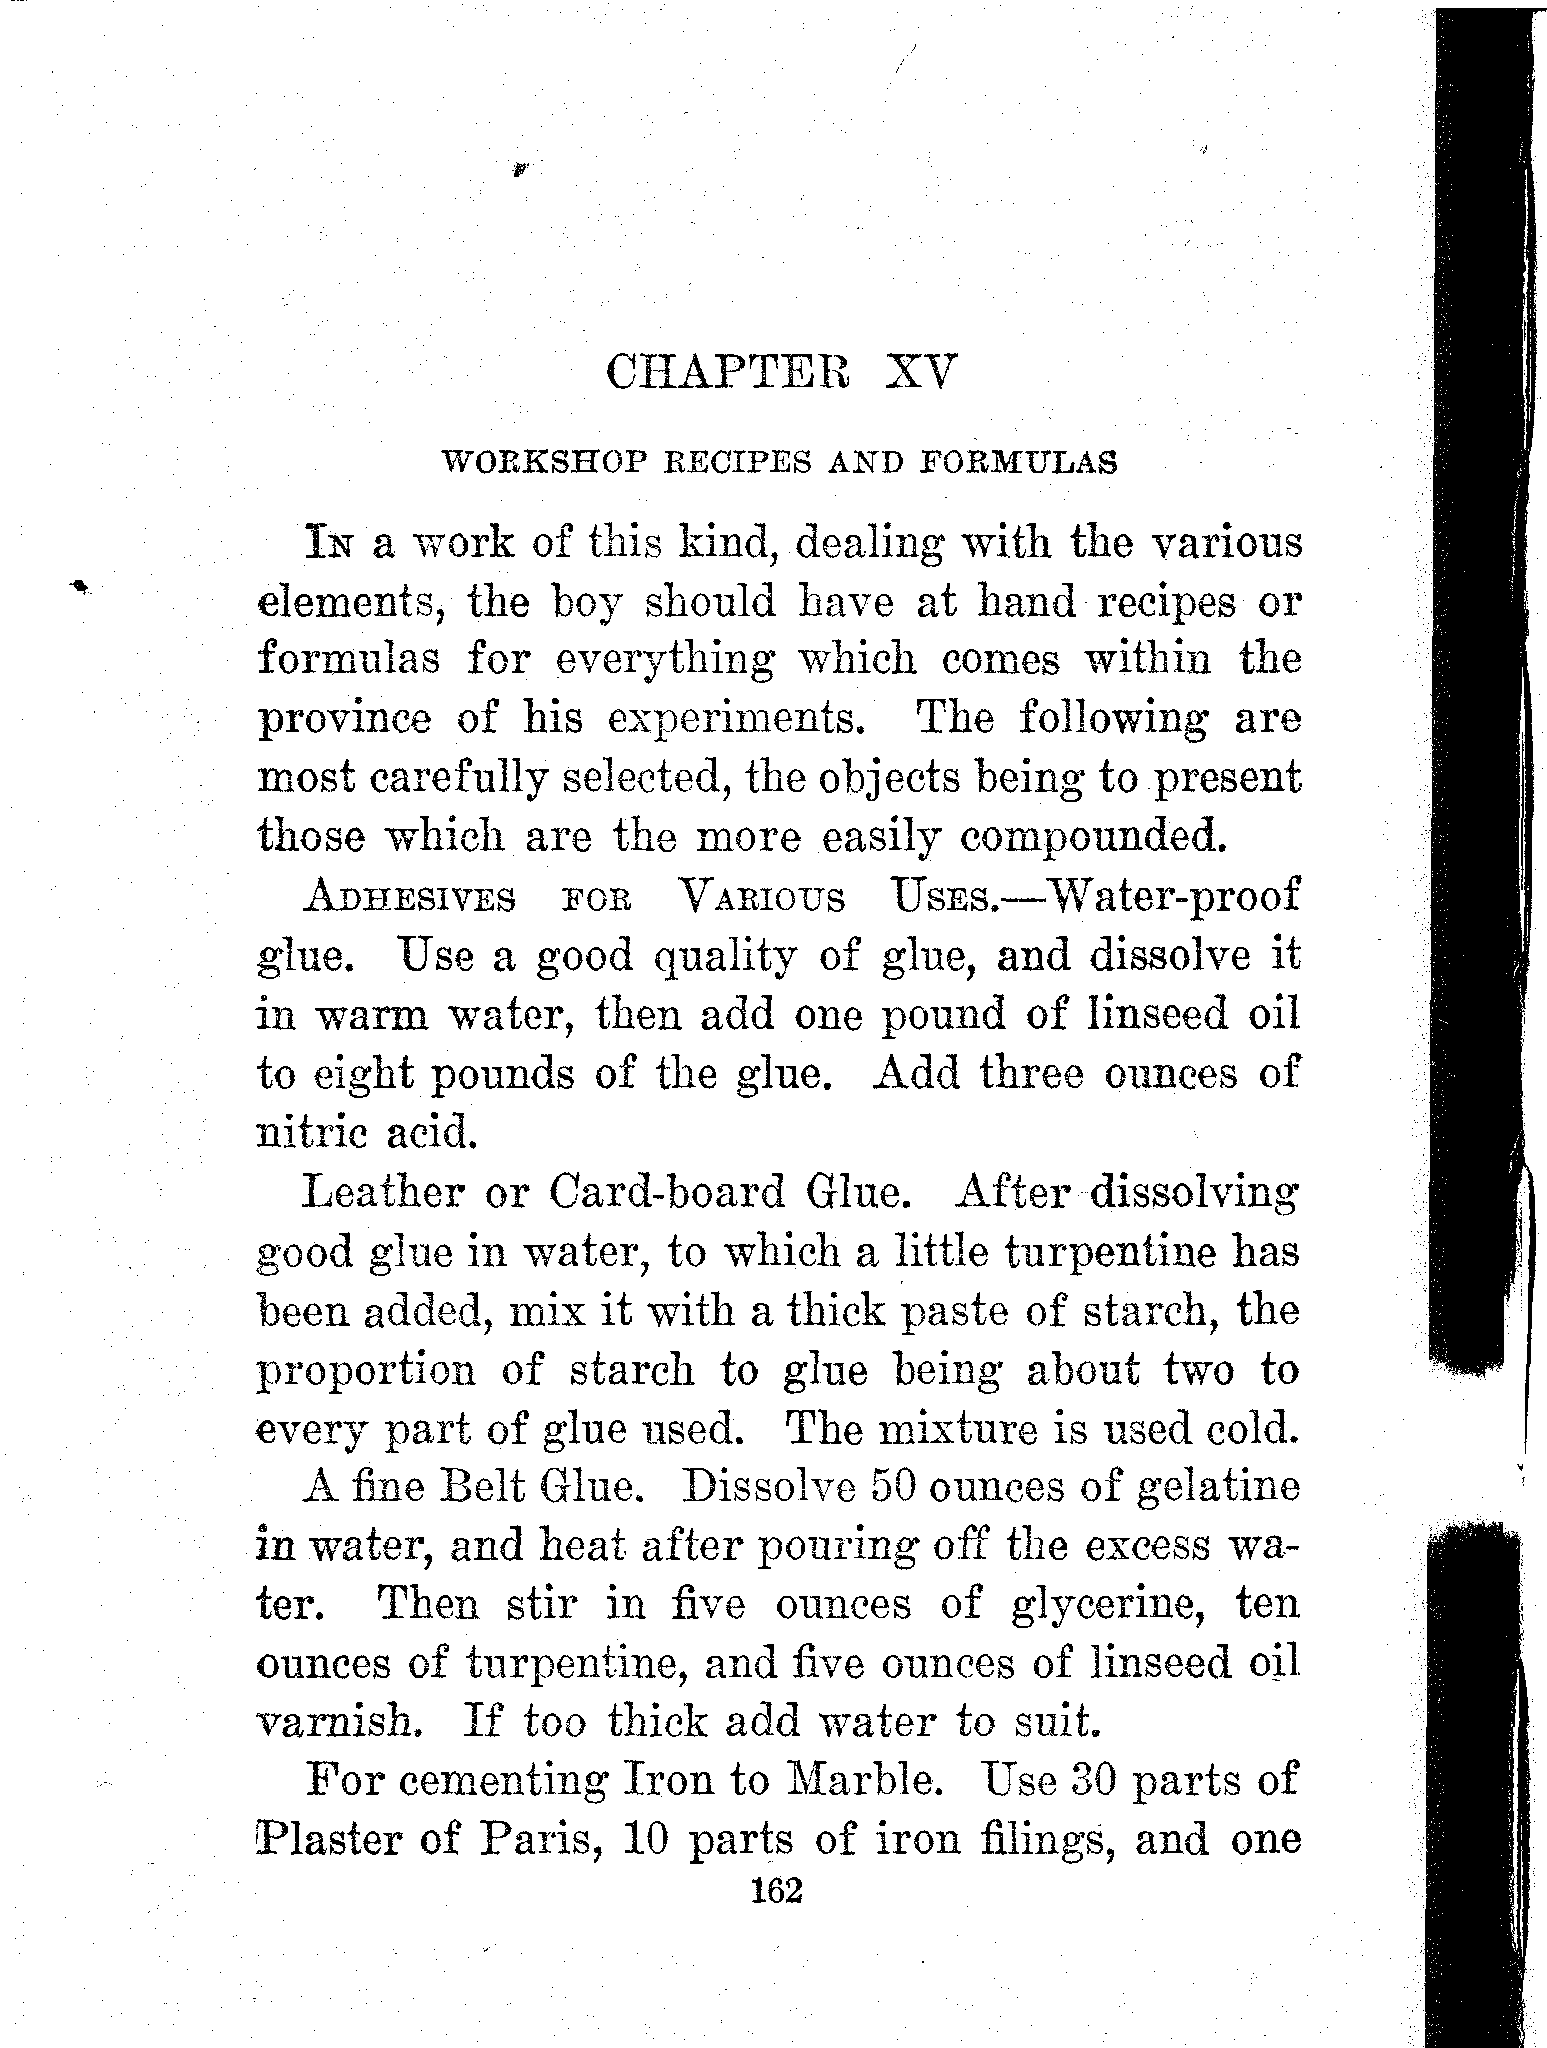 CHAPTER XV
WORKSHOP RECIPES AND FORMULAS
In a work of this kind, dealing with the various
elements, the boy should have at hand recipes or
formulas for everything which comes within the
province of his experiments. The following are
most carefully selected, the objects being to present
those which are the more easily compounded.
Adhesives for Various Uses.—Water-proof
glue. Use a good quality of glue, and dissolve it
in warm water, then add one pound of linseed oil
to eight pounds of the glue. Add three ounces of
nitric acid.
Leather or Card-board Glue. After dissolving
good glue in water, to which a little turpentine has
been added, mix it with a thick paste of starch, the
proportion of starch to glue being about two to
every part of glue used. The mixture is used cold.
A fine Belt Glue. Dissolve 50 ounces of gelatine
in water, and heat after pouring off the excess wa-
ter. Then stir in five ounces of glycerine, ten
ounces of turpentine, and five ounces of linseed oil
varnish. If too thick add water to suit.
For cementing Iron to Marble. Use 30 parts of
Plaster of Paris, 10 parts of iron filings, and one
162